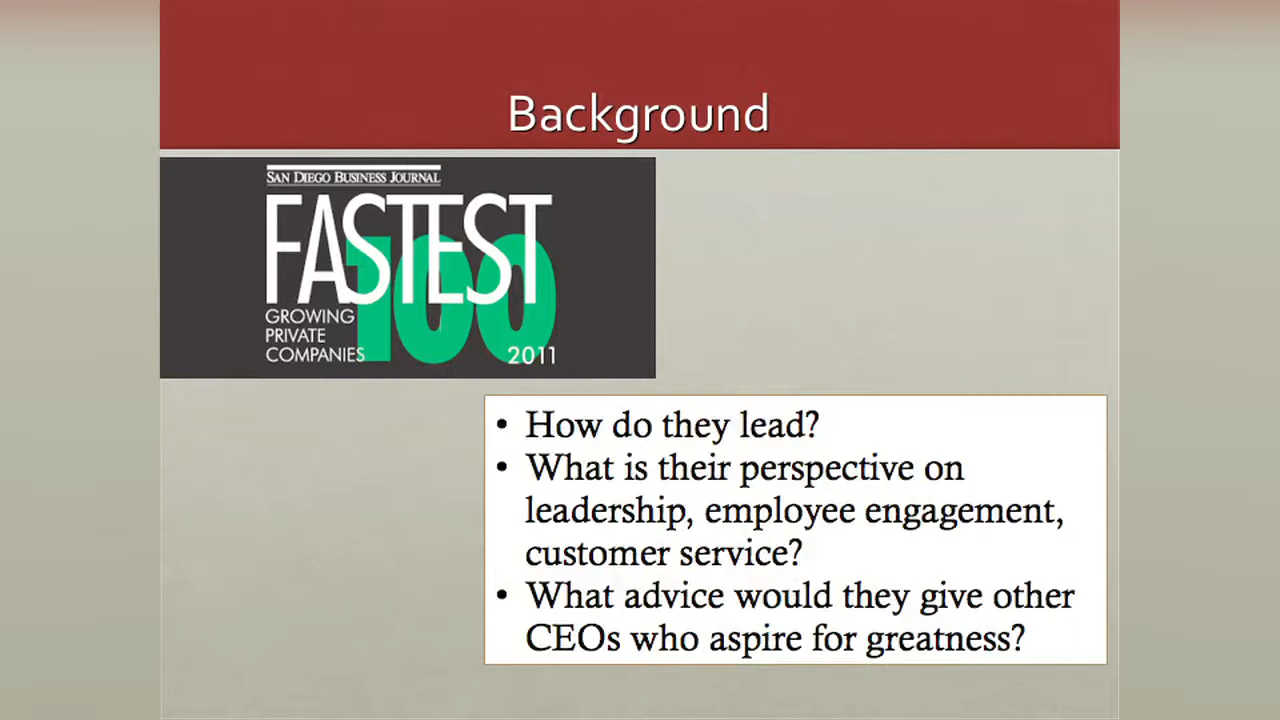 Background
SAN DIEGO BUSINESS JOURNAL
FASTEST
100
GROWING
PRIVATE
COMPANIES
2011
• How do they lead?
• What is their perspective on
leadership, employee engagement,
customer service?
• What advice would they give other
CEOs who aspire for greatness?